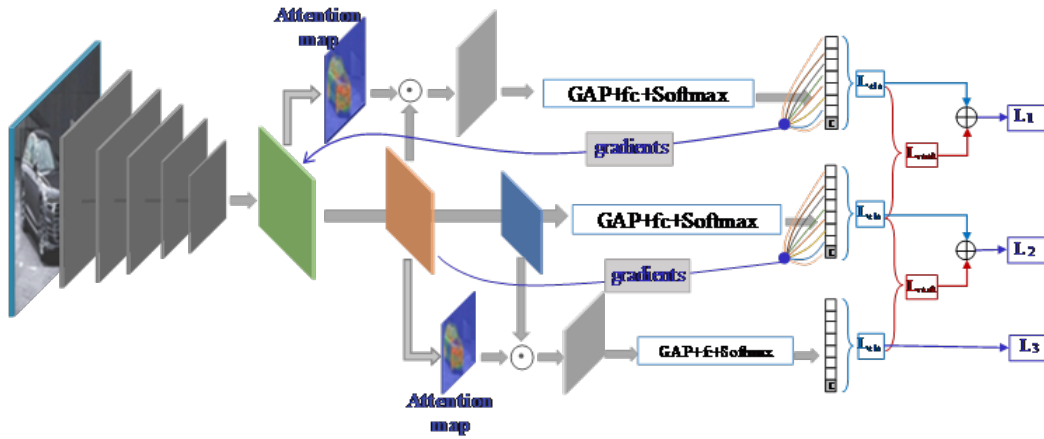 Attention
map
GAP+fc+Softmax
L₁
gradients
GAP+fc+Softmax
L₂
gradients
GAP+fc+Softmax
L₃
Attention
map